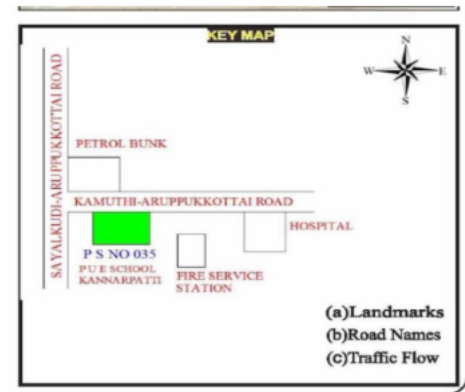 KEY MAP
N
W
E
S
SAYALKUDI-ARUPPUKKOTTAI ROAD
PETROL BUNK
KAMUTHI-ARUPPUKKOTTAI ROAD
HOSPITAL
P S NO 035
P U E SCHOOL
KANNARPATTI
FIRE SERVICE
STATION
(a)Landmarks
(b)Road Names
(c)Traffic Flow